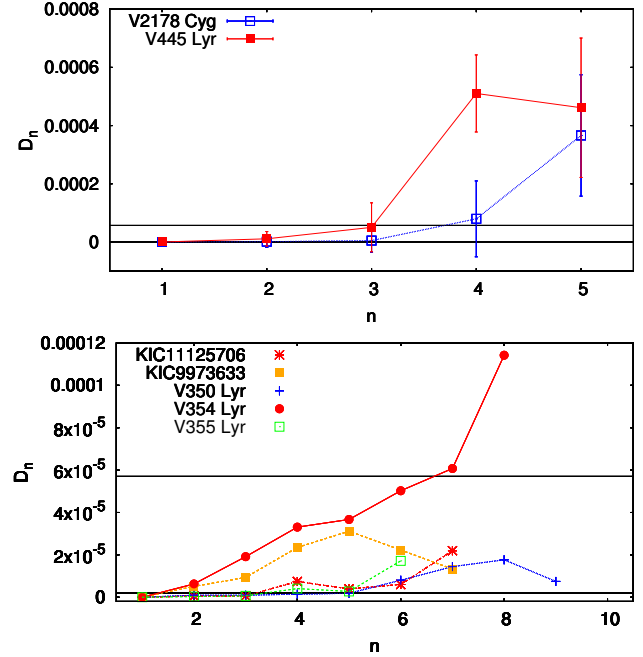 0.0008
V2178 Cyg
V445 Lyr
0.0006
0.0004
0.0002
0
D_n
1 2 3 4 5
n
0.00012
KIC11125706
KIC9973633
V350 Lyr
V354 Lyr
V355 Lyr
0.0001
8x10^-5
6x10^-5
4x10^-5
2x10^-5
0
D_n
2 4 6 8 10
n